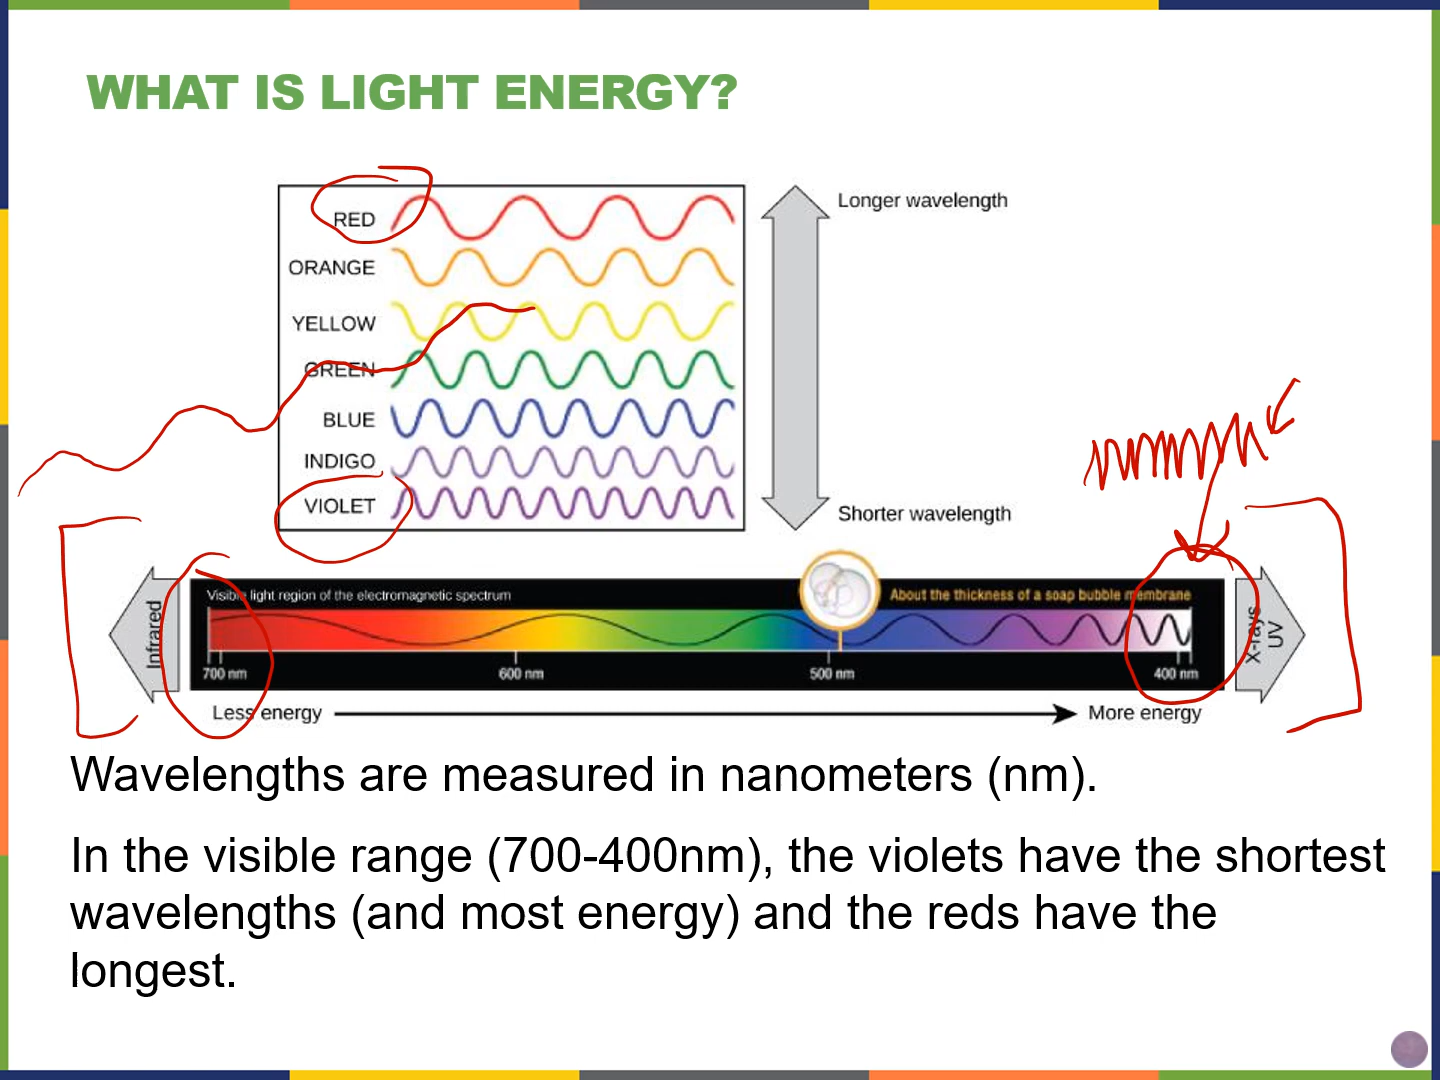 WHAT IS LIGHT ENERGY?
RED
ORANGE
YELLOW
GREEN
BLUE
INDIGO
VIOLET
Longer wavelength
Shorter wavelength
Infrared
Visible light region of the electromagnetic spectrum
About the thickness of a soap bubble membrane
700 nm
600 nm
500 nm
400 nm
X-rays
UV
Less energy
More energy
Wavelengths are measured in nanometers (nm).
In the visible range (700-400nm), the violets have the shortest
wavelengths (and most energy) and the reds have the
longest.